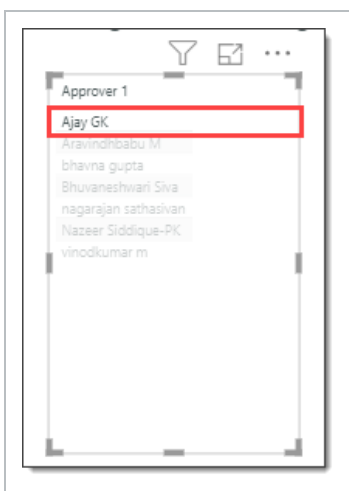 Approver 1
Ajay GK
Aravindhbabu M
bhavna gupta
Bhuvaneshwari Siva
nagarajan sathasivan
Nazeer Siddique-PK
vinodkumar m